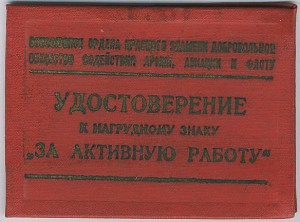 ВСЕСОЮЗНОЕ ОРДЕНА КРАСНОГО ЗНАМЕНИ ДОБРОВОЛЬНОЕ
ОБЩЕСТВО СОДЕЙСТВИЯ АРМИИ, АВИАЦИИ И ФЛОТУ
УДОСТОВЕРЕНИЕ
К НАГРУДНОМУ ЗНАКУ
„ЗА АКТИВНУЮ РАБОТУ“